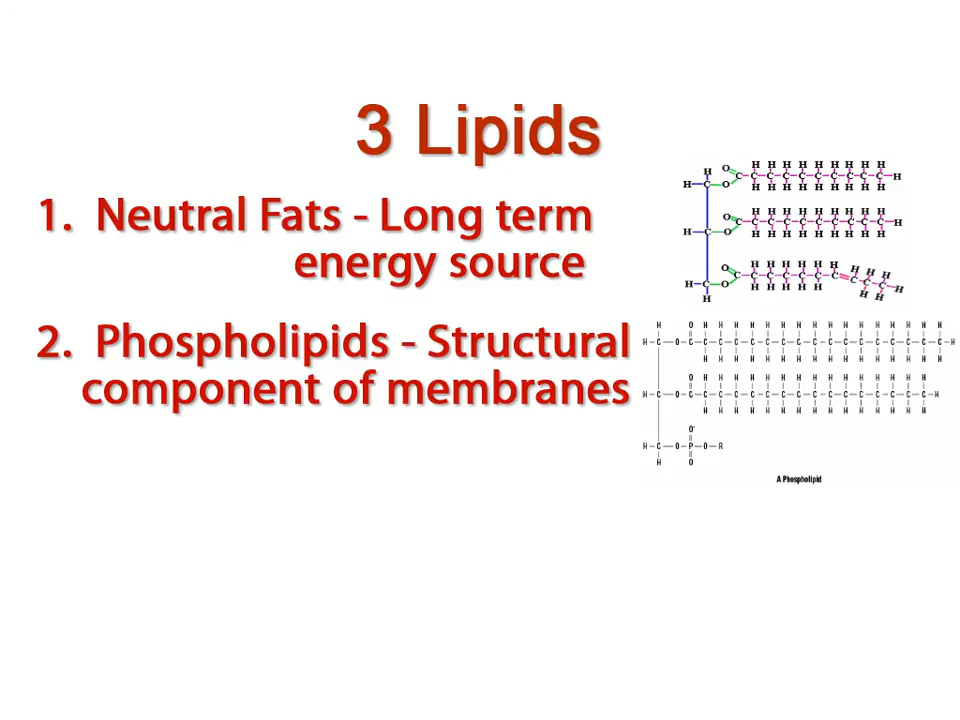 3 Lipids
1. Neutral Fats - Long term
energy source
2. Phospholipids - Structural
component of membranes
A Phospholipid